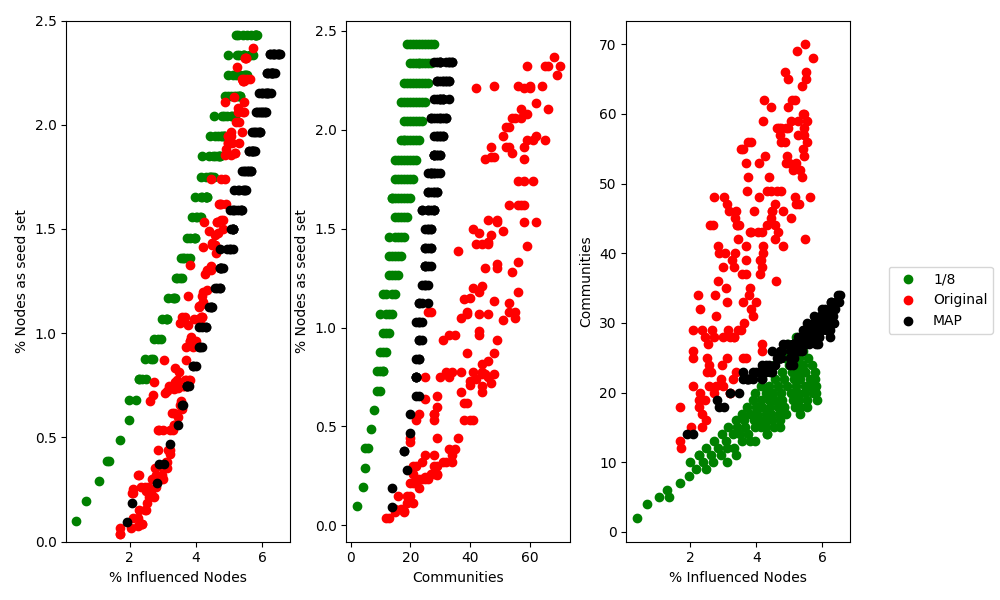 % Nodes as seed set
2.5
2.0
1.5
1.0
0.5
0.0
2 4 6
% Influenced Nodes
% Nodes as seed set
2.5
2.0
1.5
1.0
0.5
0.0
0 20 40 60
Communities
Communities
70
60
50
40
30
20
10
0
2 4 6
% Influenced Nodes
1/8
Original
MAP